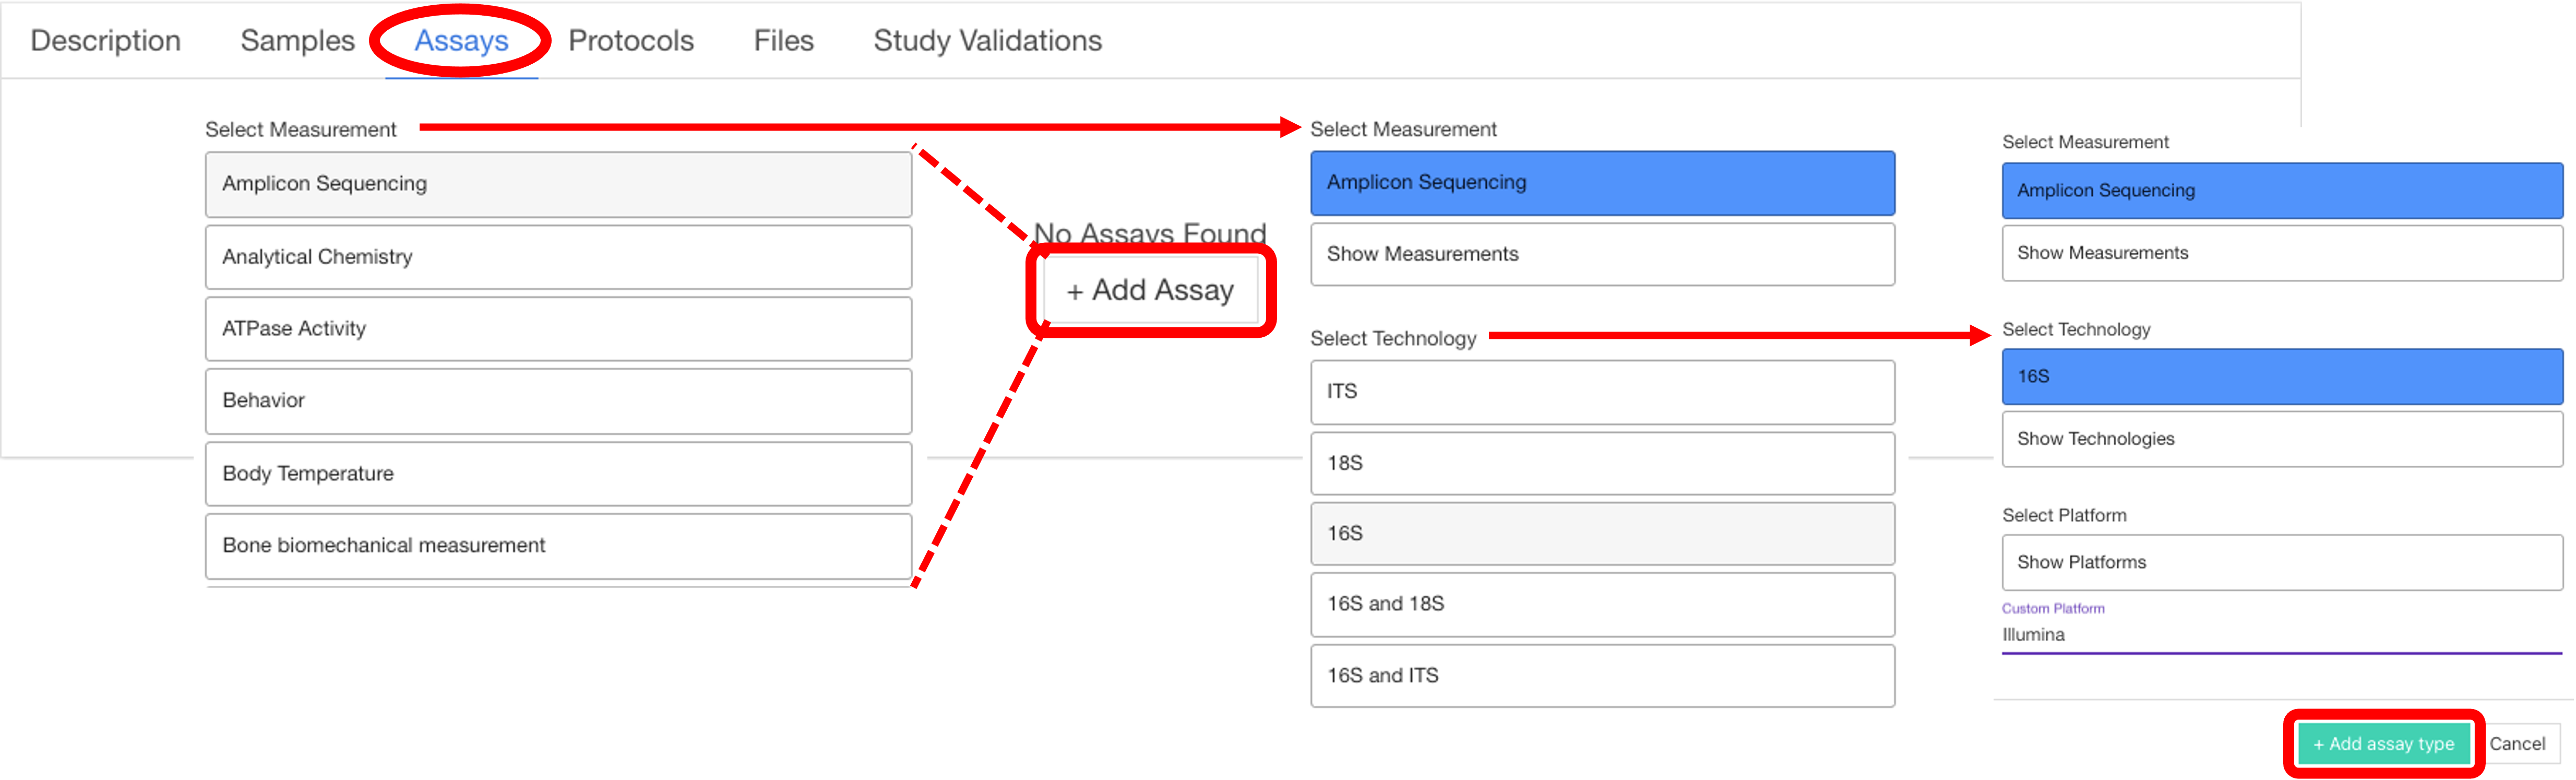 Description Samples Assays Protocols Files Study Validations
Select Measurement
Amplicon Sequencing
Analytical Chemistry
ATPase Activity
Behavior
Body Temperature
Bone biomechanical measurement
No Assays Found
+ Add Assay
Select Measurement
Amplicon Sequencing
Show Measurements
Select Technology
ITS
18S
16S
16S and 18S
16S and ITS
Select Measurement
Amplicon Sequencing
Show Measurements
Select Technology
16S
Show Technologies
Select Platform
Show Platforms
Custom Platform
Illumina
+ Add assay type Cancel